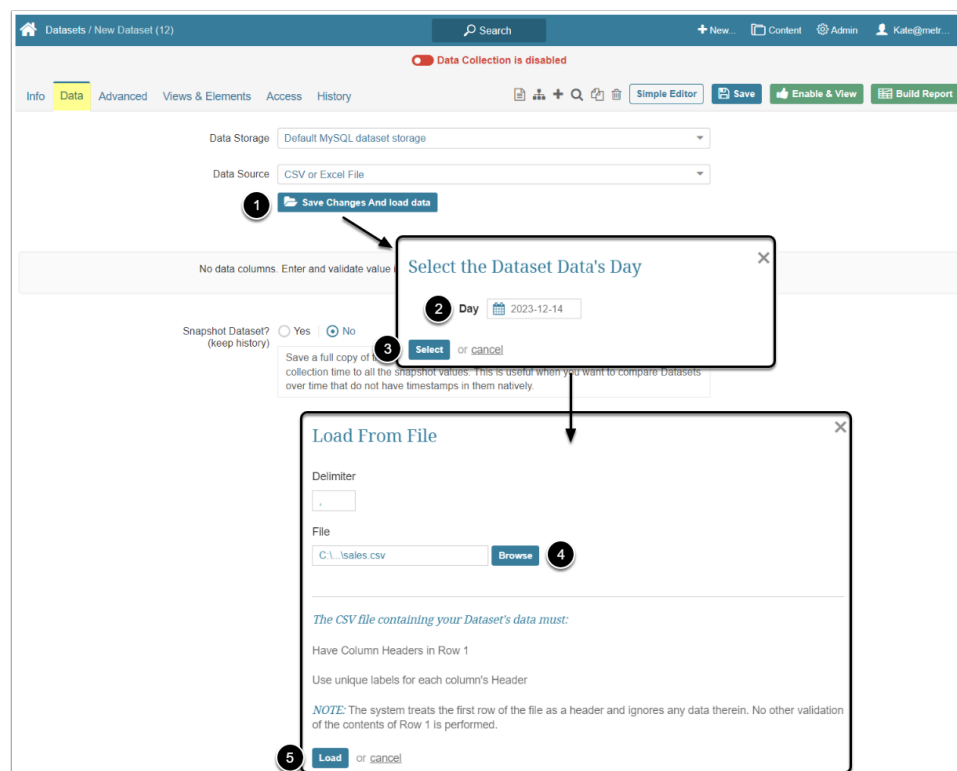 Datasets / New Dataset (12)
Search
New...
Content
Admin
Kate@metr...
Data Collection is disabled
Info
Data
Advanced
Views & Elements
Access
History
Simple Editor
Save
Enable & View
Build Report
Data Storage
Default MySQL dataset storage
Data Source
CSV or Excel File
1
Save Changes And load data
No data columns. Enter and validate value
Select the Dataset Data's Day
2
Day
2023-12-14
3
Select
or cancel
Snapshot Dataset?
(keep history)
Yes
No
Save a full copy of
collection time to all the snapshot values. This is useful when you want to compare Datasets
over time that do not have timestamps in them natively.
Load From File
Delimiter
,
File
C:\...\sales.csv
Browse
4
The CSV file containing your Dataset's data must:
Have Column Headers in Row 1
Use unique labels for each column's Header
NOTE: The system treats the first row of the file as a header and ignores any data therein. No other validation
of the contents of Row 1 is performed.
5
Load
or cancel